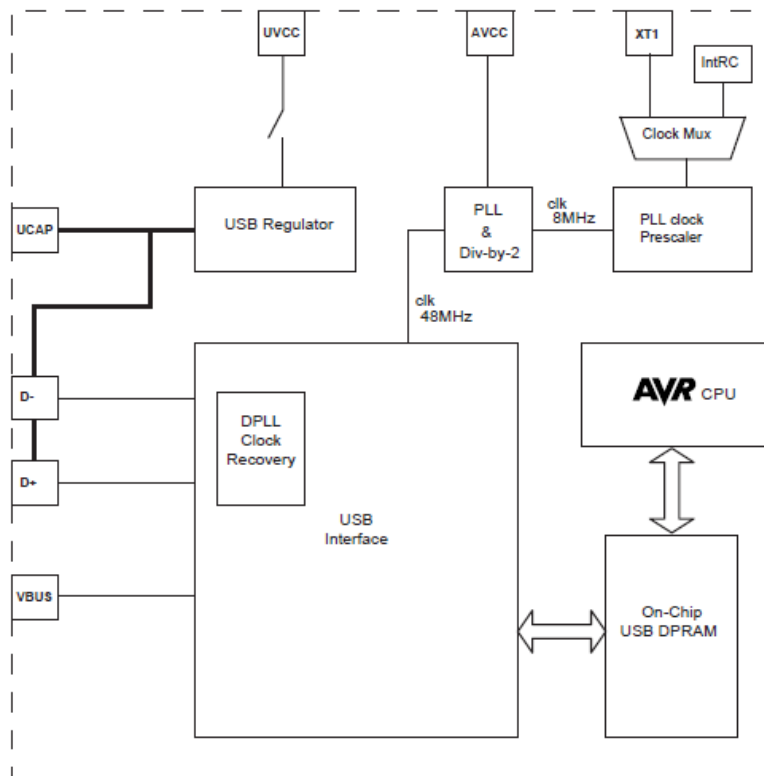 UVCC
AVCC
XT1
IntRC
Clock Mux
UCAP
USB Regulator
PLL
&
Div-by-2
clk
8MHz
PLL clock
Prescaler
clk
48MHz
D-
D+
VBUS
DPLL
Clock
Recovery
USB
Interface
AVR CPU
On-Chip
USB DPRAM